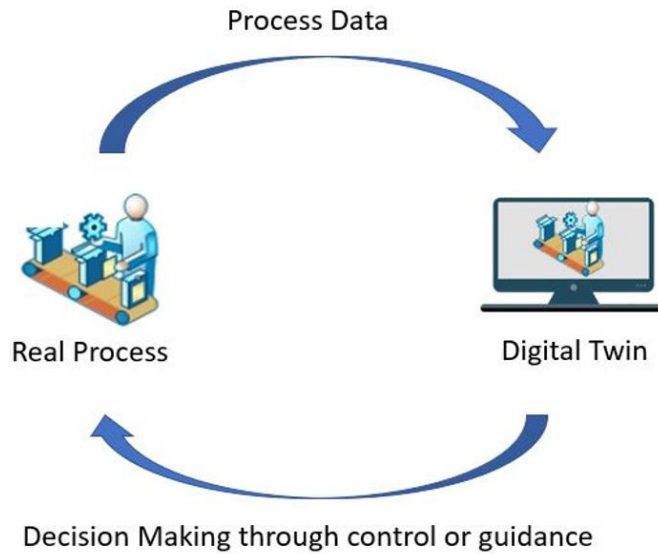 Process Data
Real Process
Digital Twin
Decision Making through control or guidance